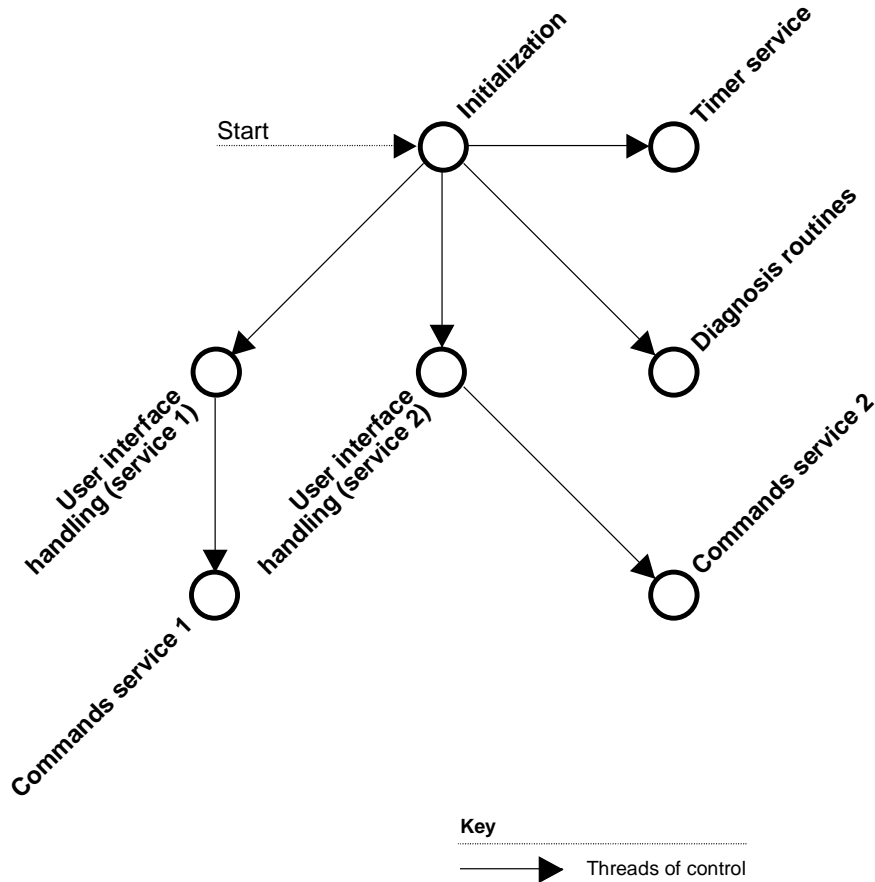 Initialization
Timer service
Start
Diagnosis routines
User interface
handling (service 1)
User interface
handling (service 2)
Commands service 2
Commands service 1
Key
Threads of control